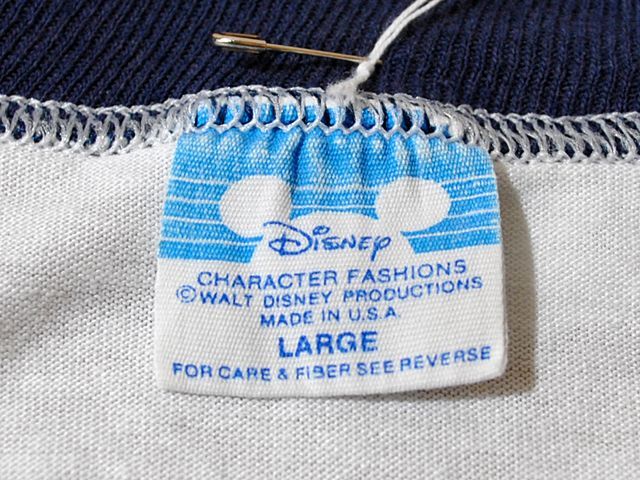 Disney
CHARACTER FASHIONS
©WALT DISNEY PRODUCTIONS
MADE IN U.S.A.
LARGE
FOR CARE & FIBER SEE REVERSE